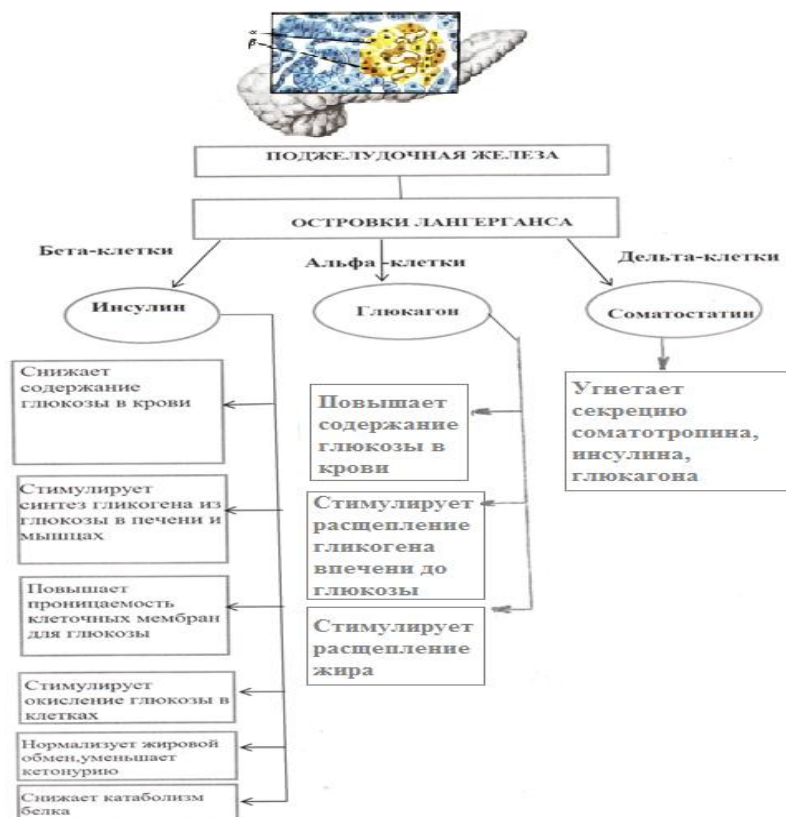 α
β
ПОДЖЕЛУДОЧНАЯ ЖЕЛЕЗА
ОСТРОВКИ ЛАНГЕРГАНСА
Бета-клетки
Альфа-клетки
Дельта-клетки
Инсулин
Глюкагон
Соматостатин
Снижает
содержание
глюкозы в крови
Стимулирует
синтез гликогена из
глюкозы в печени и
мышцах
Повышает
проницаемость
клеточных мембран
для глюкозы
Стимулирует
окисление глюкозы в
клетках
Нормализует жировой
обмен,уменьшает
кетонурию
Снижает катаболизм
белка
Повышает
содержание
глюкозы в
крови
Стимулирует
расщепление
гликогена
впечени до
глюкозы
Стимулирует
расщепление
жира
Угнетает
секрецию
соматотропина,
инсулина,
глюкагона